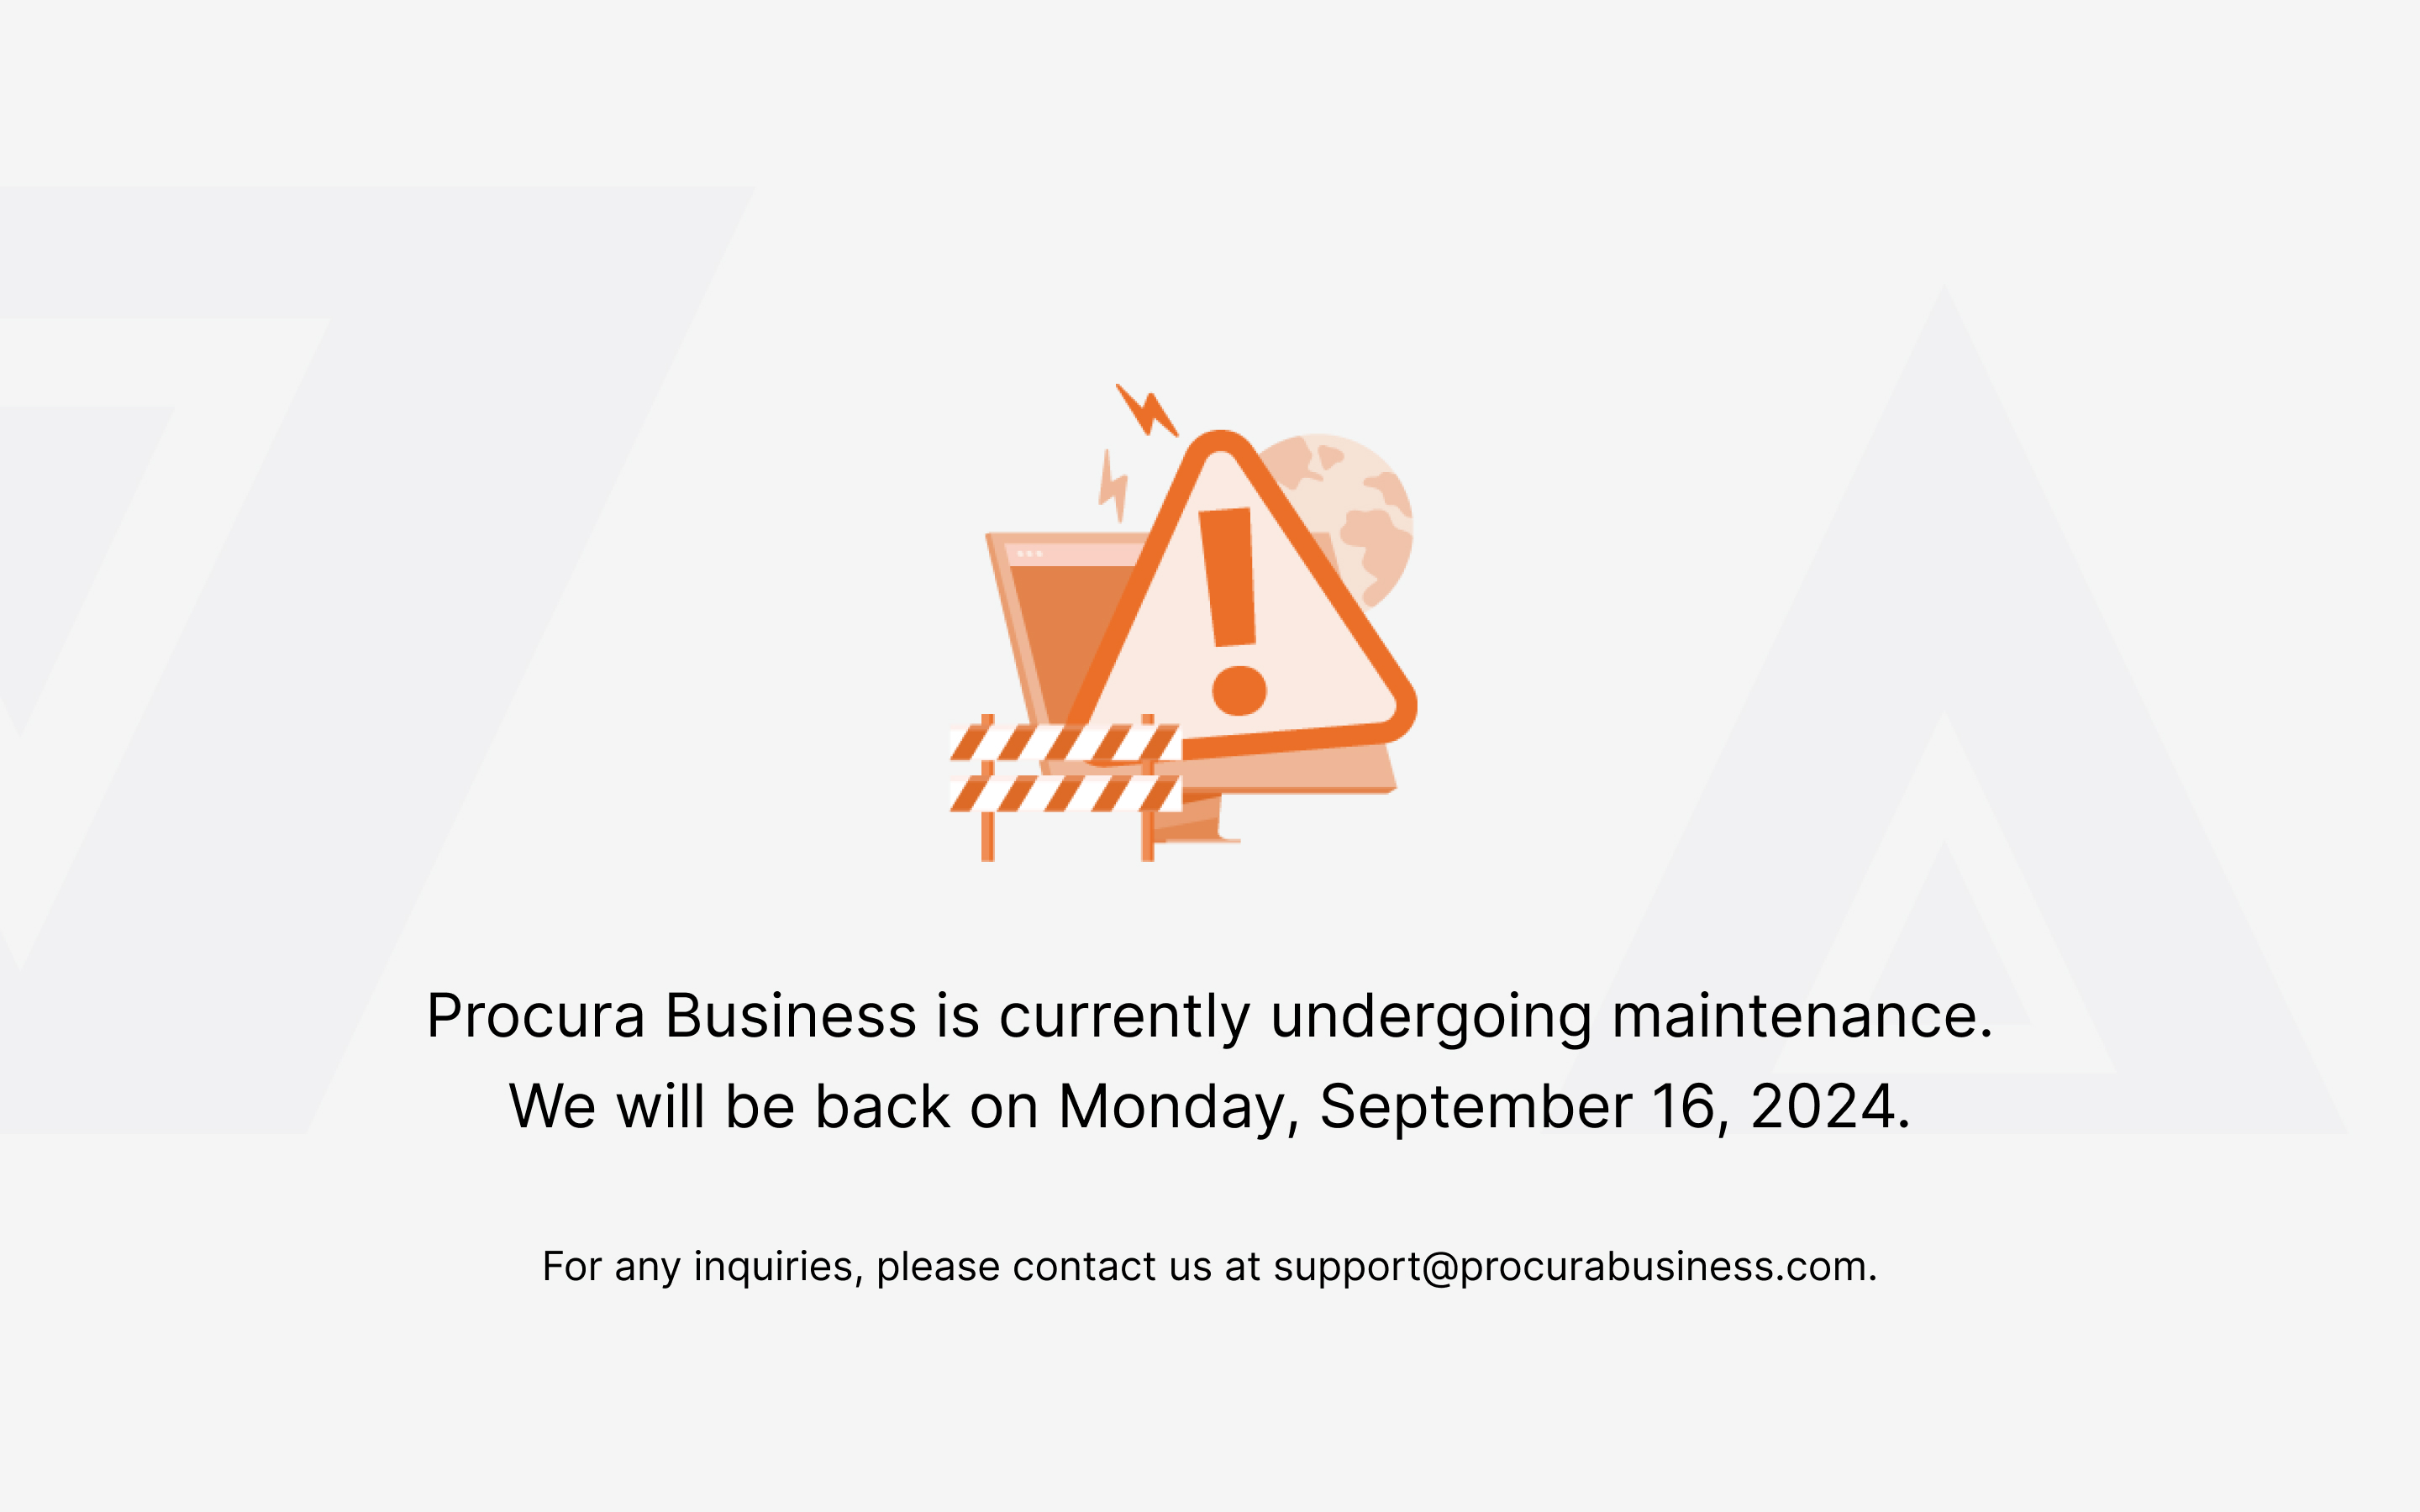 Procura Business is currently undergoing maintenance.
We will be back on Monday, September 16, 2024.
For any inquiries, please contact us at support@procurabusiness.com.